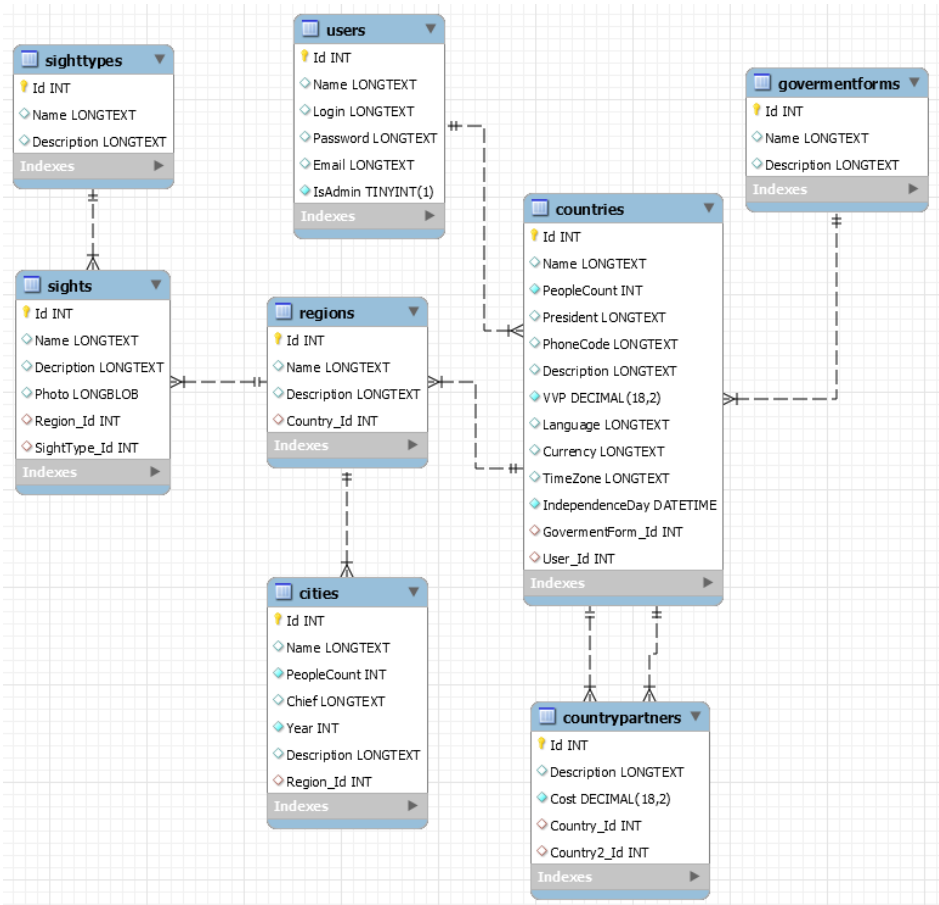 sighttypes
Id INT
Name LONGTEXT
Description LONGTEXT
Indexes
users
Id INT
Name LONGTEXT
Login LONGTEXT
Password LONGTEXT
Email LONGTEXT
IsAdmin TINYINT(1)
Indexes
govermentforms
Id INT
Name LONGTEXT
Description LONGTEXT
Indexes
sights
Id INT
Name LONGTEXT
Decription LONGTEXT
Photo LONGBLOB
Region_Id INT
SightType_Id INT
Indexes
regions
Id INT
Name LONGTEXT
Description LONGTEXT
Country_Id INT
Indexes
countries
Id INT
Name LONGTEXT
PeopleCount INT
President LONGTEXT
PhoneCode LONGTEXT
Description LONGTEXT
VVP DECIMAL(18,2)
Language LONGTEXT
Currency LONGTEXT
TimeZone LONGTEXT
IndependenceDay DATETIME
GovermentForm_Id INT
User_Id INT
Indexes
cities
Id INT
Name LONGTEXT
PeopleCount INT
Chief LONGTEXT
Year INT
Description LONGTEXT
Region_Id INT
Indexes
countrypartners
Id INT
Description LONGTEXT
Cost DECIMAL(18,2)
Country_Id INT
Country2_Id INT
Indexes